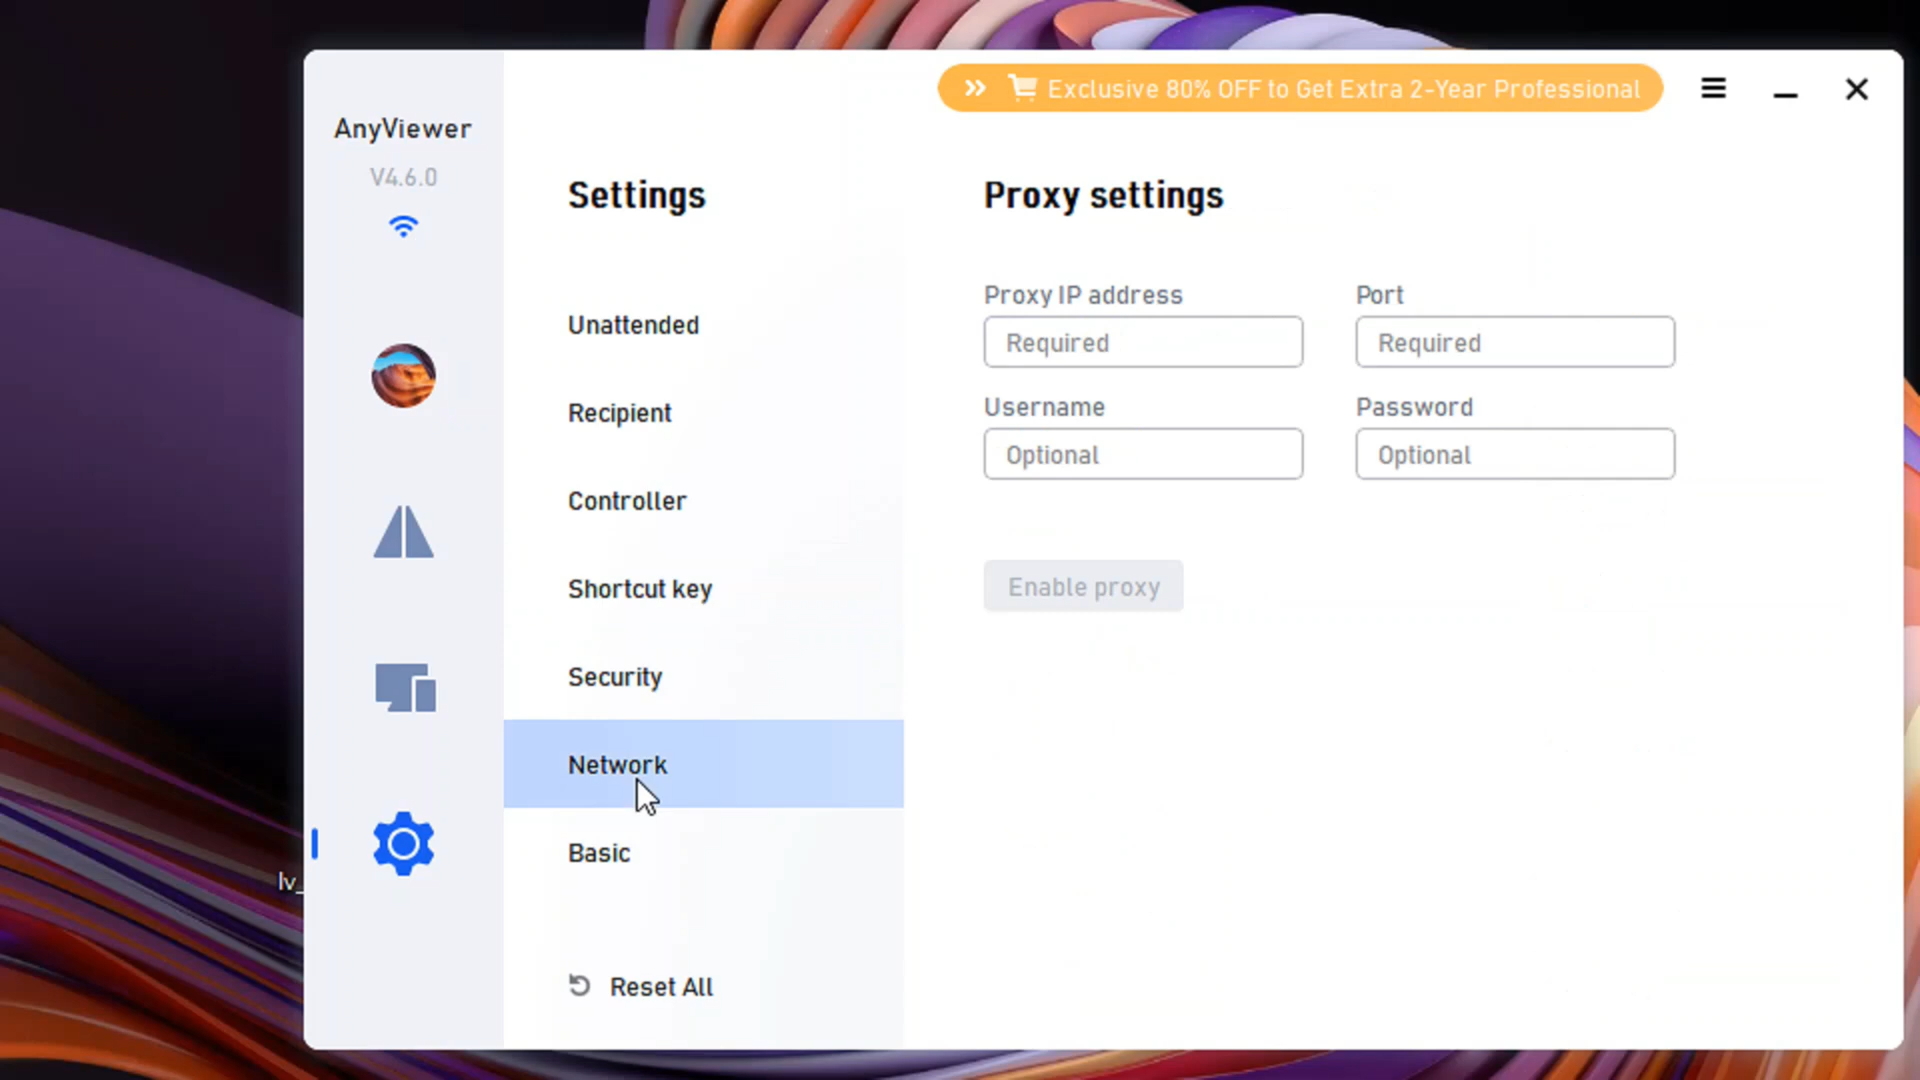 Exclusive 80% OFF to Get Extra 2-Year Professional
AnyViewer
V4.6.0
Settings
Unattended
Recipient
Controller
Shortcut key
Security
Network
Basic
Reset All
Proxy settings
Proxy IP address
Port
Required
Required
Username
Password
Optional
Optional
Enable proxy
lv_